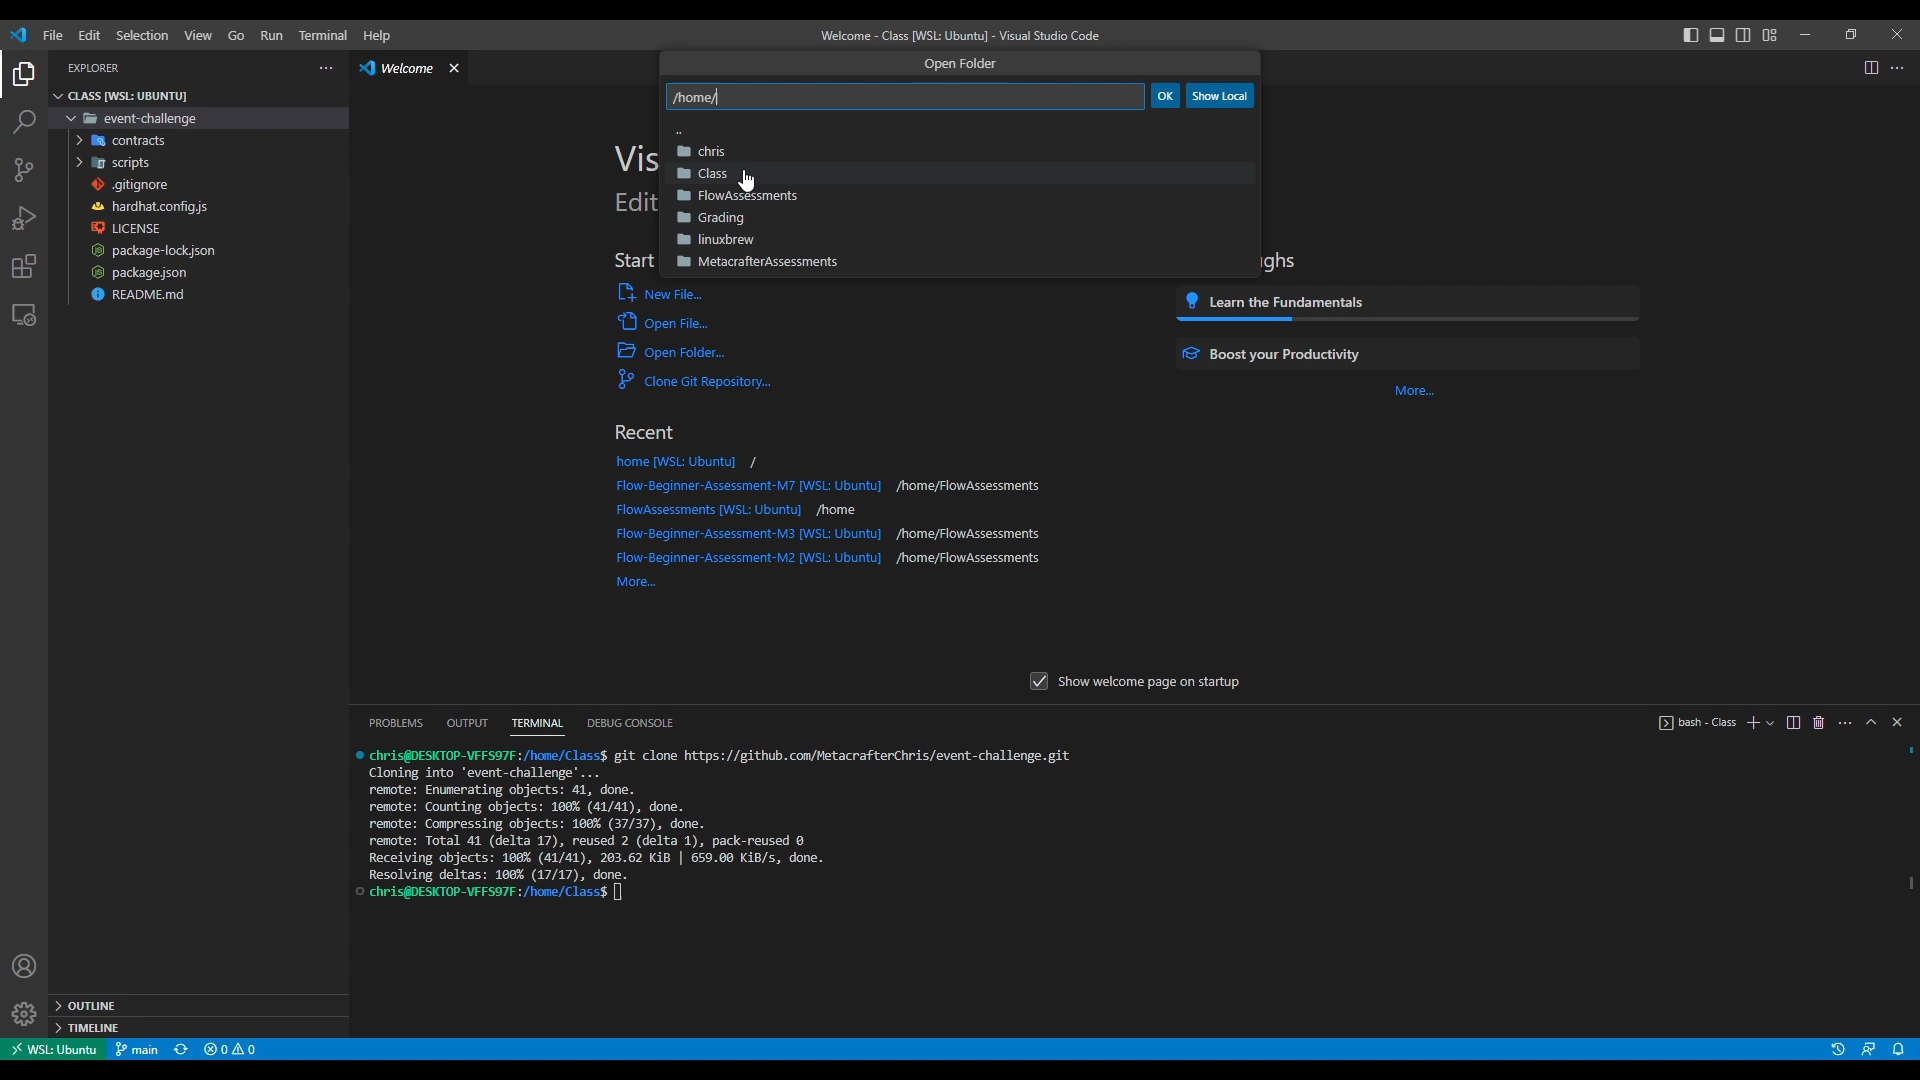 File Edit Selection View Go Run Terminal Help
Welcome - Class [WSL: Ubuntu] - Visual Studio Code
EXPLORER
CLASS [WSL: UBUNTU]
event-challenge
contracts
scripts
.gitignore
hardhat.config.js
LICENSE
package-lock.json
package.json
README.md
OUTLINE
TIMELINE
Welcome
Open Folder
/home/
OK
Show Local
..
chris
Class
FlowAssessments
Grading
linuxbrew
MetacrafterAssessments
Vis
Edit
Start
New File...
Open File...
Open Folder...
Clone Git Repository...
Recent
home [WSL: Ubuntu] /
Flow-Beginner-Assessment-M7 [WSL: Ubuntu] /home/FlowAssessments
FlowAssessments [WSL: Ubuntu] /home
Flow-Beginner-Assessment-M3 [WSL: Ubuntu] /home/FlowAssessments
Flow-Beginner-Assessment-M2 [WSL: Ubuntu] /home/FlowAssessments
More...
ghs
Learn the Fundamentals
Boost your Productivity
More...
Show welcome page on startup
PROBLEMS OUTPUT TERMINAL DEBUG CONSOLE
bash - Class
chris@DESKTOP-VFFS97F:/home/Class$ git clone https://github.com/MetacrafterChris/event-challenge.git
Cloning into 'event-challenge'...
remote: Enumerating objects: 41, done.
remote: Counting objects: 100% (41/41), done.
remote: Compressing objects: 100% (37/37), done.
remote: Total 41 (delta 17), reused 2 (delta 1), pack-reused 0
Receiving objects: 100% (41/41), 203.62 KiB | 659.00 KiB/s, done.
Resolving deltas: 100% (17/17), done.
chris@DESKTOP-VFFS97F:/home/Class$
WSL: Ubuntu main 0 0